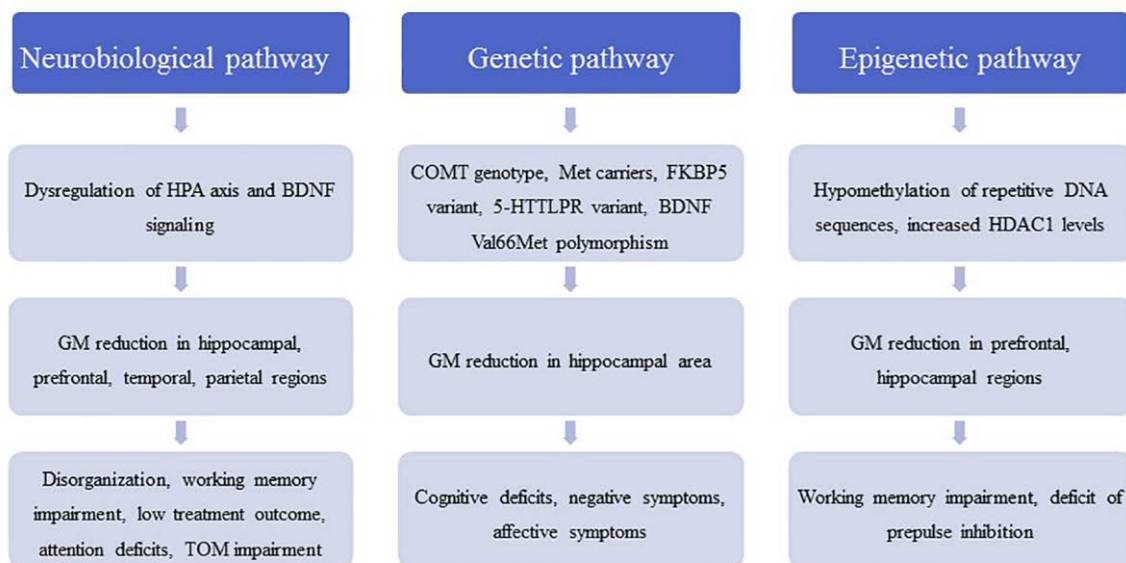 Neurobiological pathway
Dysregulation of HPA axis and BDNF
signaling
GM reduction in hippocampal,
prefrontal, temporal, parietal regions
Disorganization, working memory
impairment, low treatment outcome,
attention deficits, TOM impairment
Genetic pathway
COMT genotype, Met carriers, FKBP5
variant, 5-HTTLPR variant, BDNF
Val66Met polymorphism
GM reduction in hippocampal area
Cognitive deficits, negative symptoms,
affective symptoms
Epigenetic pathway
Hypomethylation of repetitive DNA
sequences, increased HDAC1 levels
GM reduction in prefrontal,
hippocampal regions
Working memory impairment, deficit of
prepulse inhibition